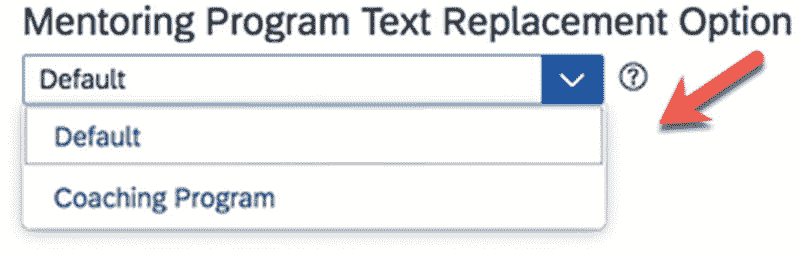 Mentoring Program Text Replacement Option
Default
Default
Coaching Program